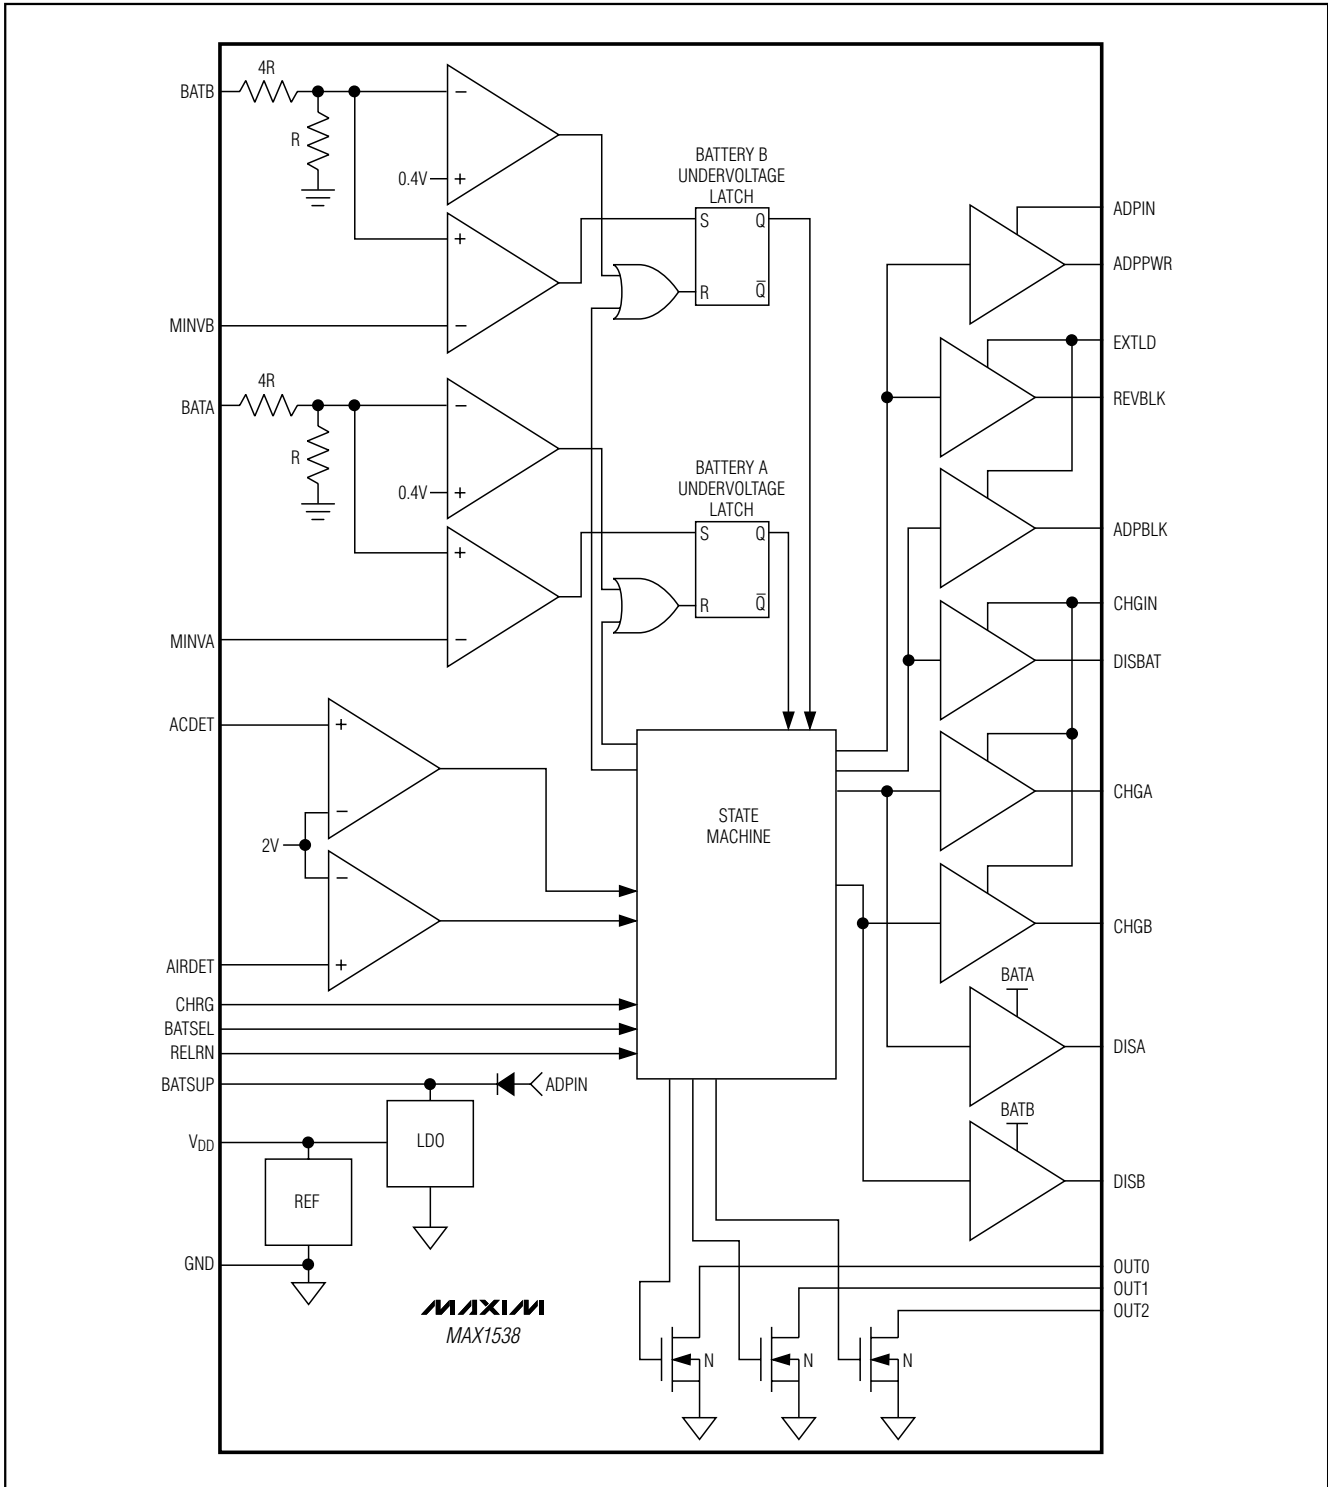 4R
BATB
−
R
BATTERY B
UNDERVOLTAGE
LATCH
0.4V
+
ADPIN
S Q
+
ADPPWR
R Q̅
MINVB
−
EXTLD
4R
REVBLK
BATA
−
R
BATTERY A
UNDERVOLTAGE
LATCH
0.4V
+
ADPBLK
S Q
+
CHGIN
R Q̅
MINVA
−
DISBAT
ACDET
+
CHGA
STATE
MACHINE
−
2V
−
CHGB
AIRDET
+
BATA
CHRG
BATSEL
DISA
RELRN
BATSUP
ADPIN
BATB
VDD
LDO
DISB
REF
GND
OUT0
OUT1
MAXIM
OUT2
MAX1538
N
N
N